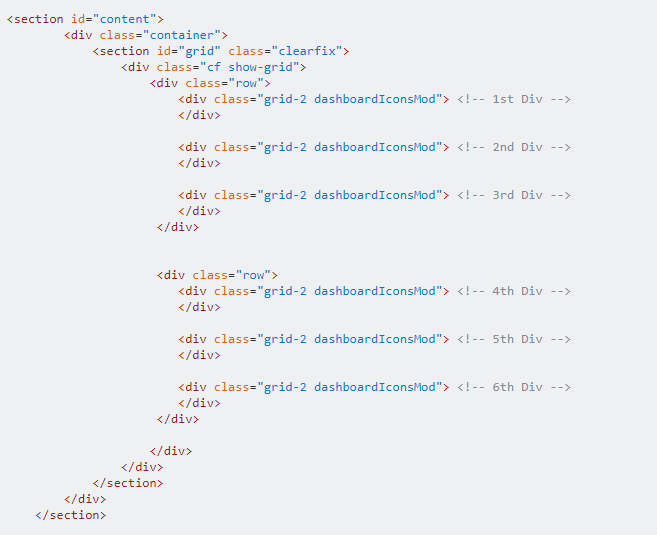 <section id="content">
<div class="container">
<section id="grid" class="clearfix">
<div class="cf show-grid">
<div class="row">
<div class="grid-2 dashboardIconsMod"> <!-- 1st Div -->
</div>
<div class="grid-2 dashboardIconsMod"> <!-- 2nd Div -->
</div>
<div class="grid-2 dashboardIconsMod"> <!-- 3rd Div -->
</div>
</div>
<div class="row">
<div class="grid-2 dashboardIconsMod"> <!-- 4th Div -->
</div>
<div class="grid-2 dashboardIconsMod"> <!-- 5th Div -->
</div>
<div class="grid-2 dashboardIconsMod"> <!-- 6th Div -->
</div>
</div>
</div>
</div>
</section>
</div>
</section>